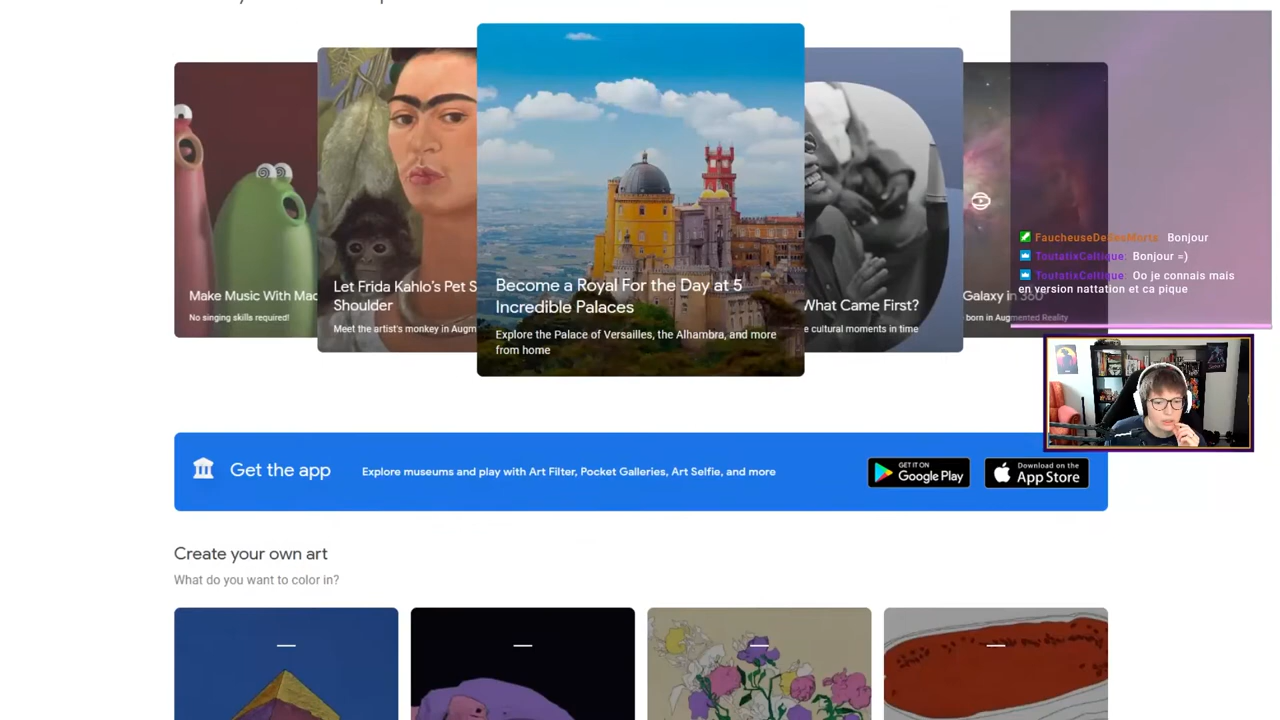 Make Music With Mac
No singing skills required!
Let Frida Kahlo's Pet S
Shoulder
Meet the artist's monkey in Augm
Become a Royal For the Day at 5
Incredible Palaces
Explore the Palace of Versailles, the Alhambra, and more
from home
What Came First?
e cultural moments in time
Galaxy in 360°
born in Augmented Reality
ToutatixCeltique: Bonjour =)
Bonjour
ToutatixCeltique: Oo je connais mais
en version nattation et ca pique
Get the app
Explore museums and play with Art Filter, Pocket Galleries, Art Selfie, and more
GET IT ON
Google Play
Download on the
App Store
Create your own art
What do you want to color in?